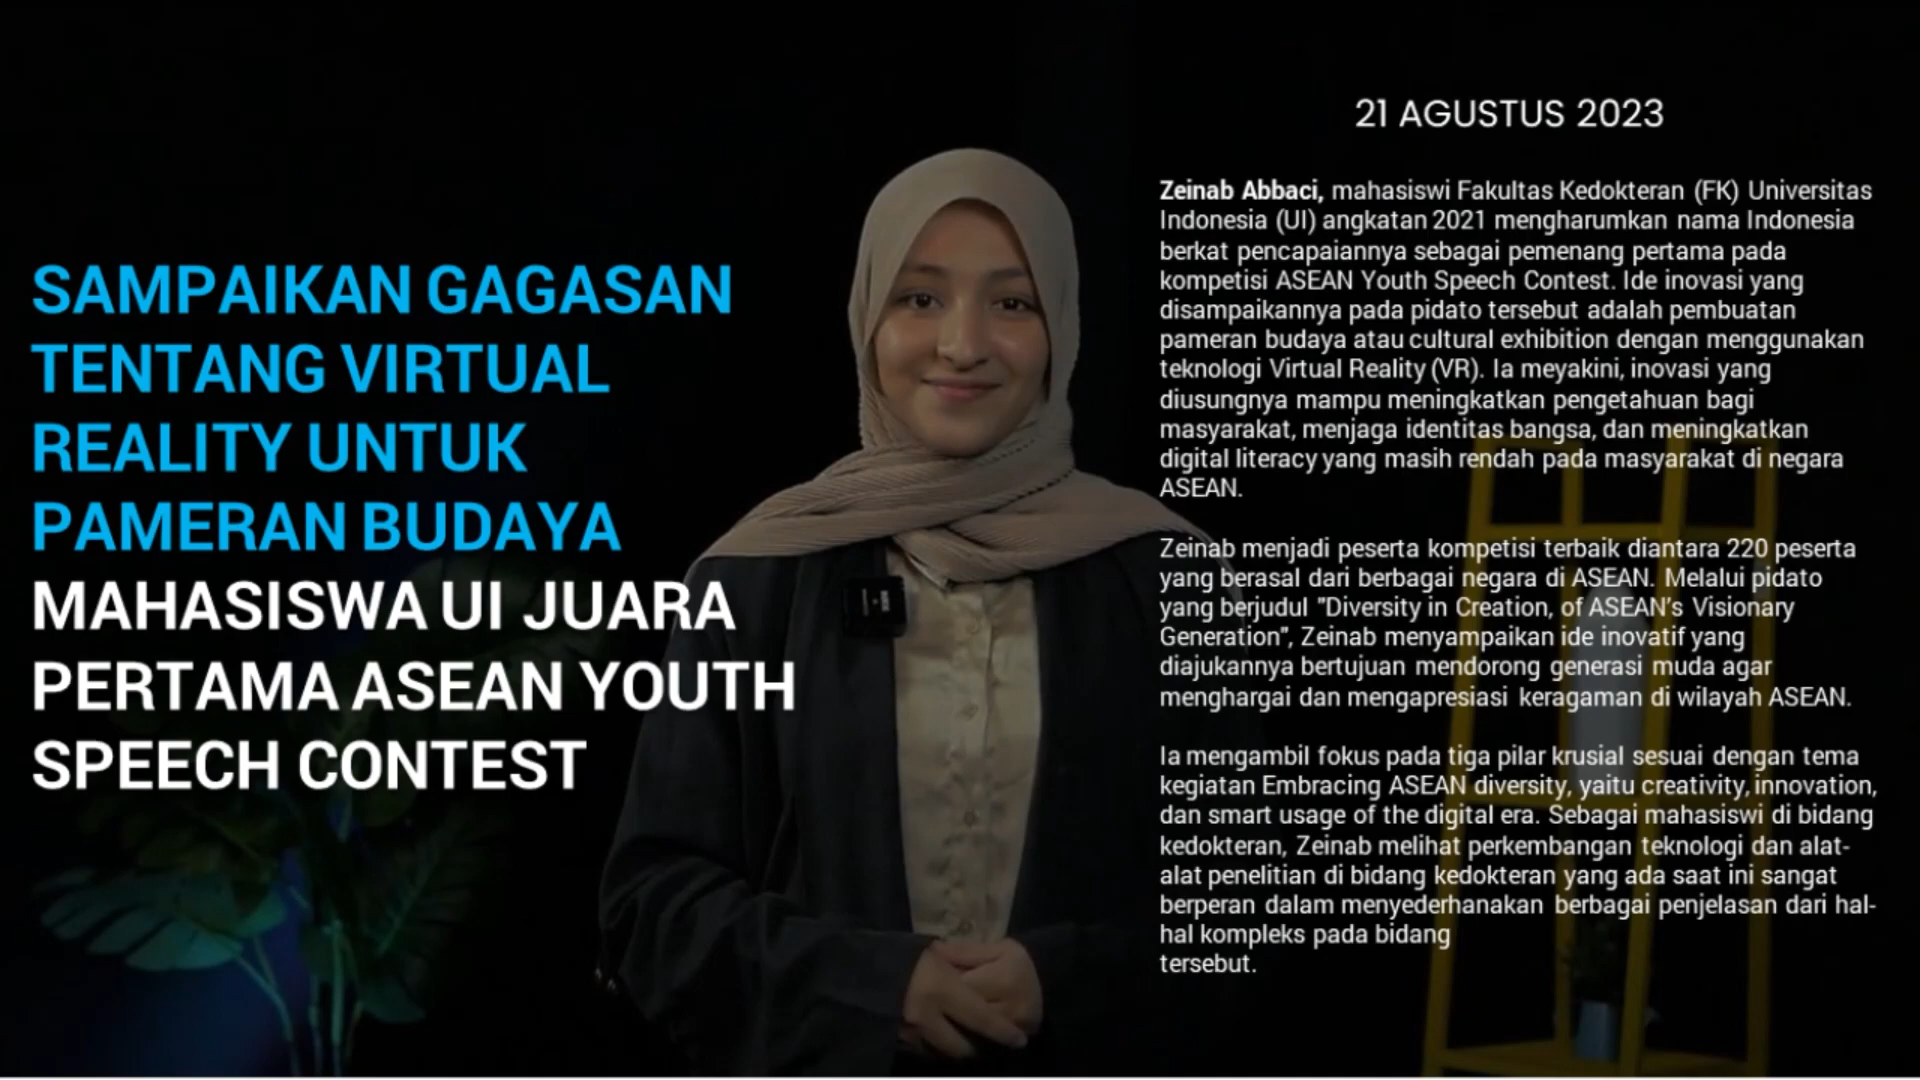 SAMPAIKAN GAGASAN
TENTANG VIRTUAL
REALITY UNTUK
PAMERAN BUDAYA
MAHASISWA UI JUARA
PERTAMA ASEAN YOUTH
SPEECH CONTEST
21 AGUSTUS 2023
Zeinab Abbaci, mahasiswi Fakultas Kedokteran (FK) Universitas
Indonesia (UI) angkatan 2021 mengharumkan nama Indonesia
berkat pencapaiannya sebagai pemenang pertama pada
kompetisi ASEAN Youth Speech Contest. Ide inovasi yang
disampaikannya pada pidato tersebut adalah pembuatan
pameran budaya atau cultural exhibition dengan menggunakan
teknologi Virtual Reality (VR). Ia meyakini, inovasi yang
diusungnya mampu meningkatkan pengetahuan bagi
masyarakat, menjaga identitas bangsa, dan meningkatkan
digital literacy yang masih rendah pada masyarakat di negara
ASEAN.
Zeinab menjadi peserta kompetisi terbaik diantara 220 peserta
yang berasal dari berbagai negara di ASEAN. Melalui pidato
yang berjudul "Diversity in Creation, of ASEAN’s Visionary
Generation", Zeinab menyampaikan ide inovatif yang
diajukannya bertujuan mendorong generasi muda agar
menghargai dan mengapresiasi keragaman di wilayah ASEAN.
Ia mengambil fokus pada tiga pilar krusial sesuai dengan tema
kegiatan Embracing ASEAN diversity, yaitu creativity, innovation,
dan smart usage of the digital era. Sebagai mahasiswi di bidang
kedokteran, Zeinab melihat perkembangan teknologi dan alat-
alat penelitian di bidang kedokteran yang ada saat ini sangat
berperan dalam menyederhanakan berbagai penjelasan dari hal-
hal kompleks pada bidang
tersebut.